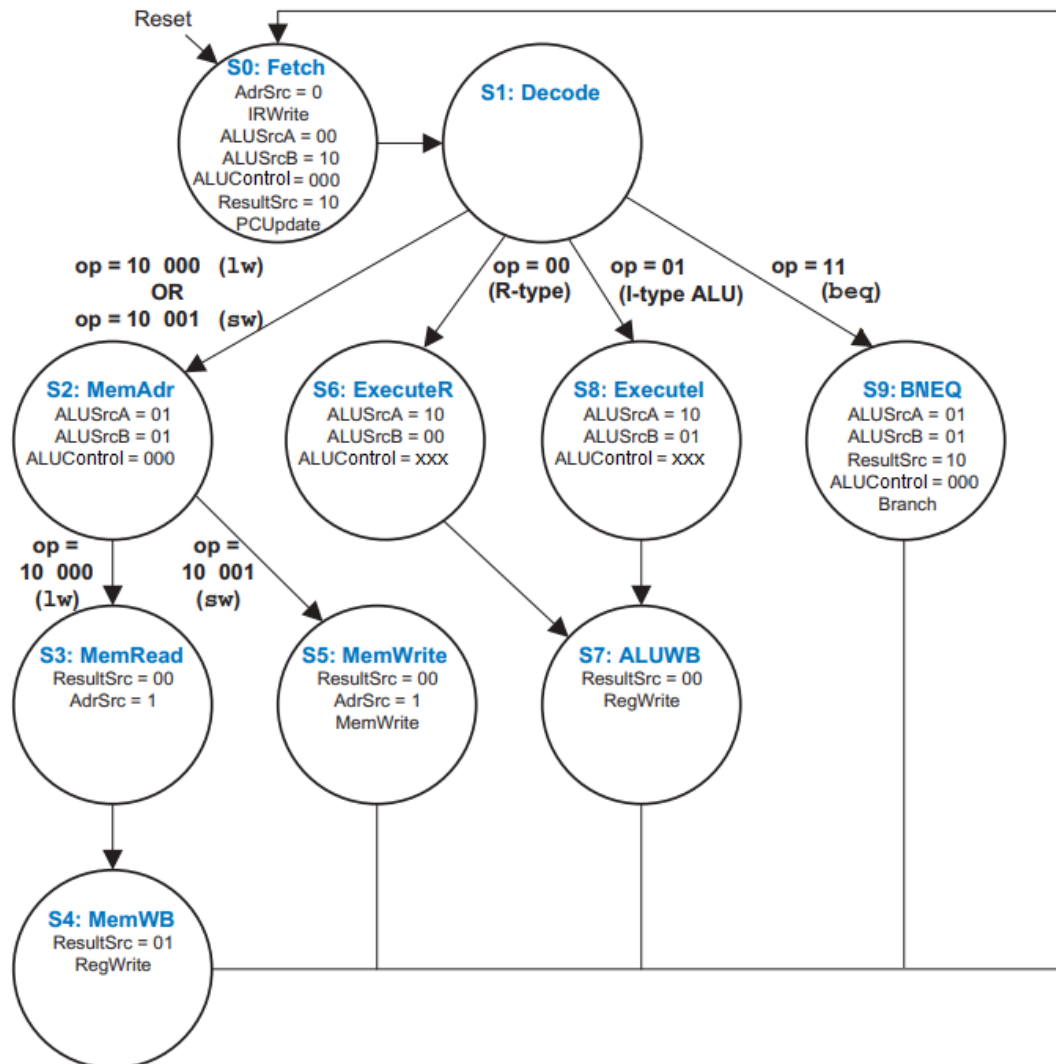 Reset
S0: Fetch
AdrSrc = 0
IRWrite
ALUSrcA = 00
ALUSrcB = 10
ALUControl = 000
ResultSrc = 10
PCUpdate
S1: Decode
op = 10 000 (lw)
OR
op = 10 001 (sw)
op = 00
(R-type)
op = 01
(I-type ALU)
op = 11
(beq)
S2: MemAdr
ALUSrcA = 01
ALUSrcB = 01
ALUControl = 000
S6: ExecuteR
ALUSrcA = 10
ALUSrcB = 00
ALUControl = xxx
S8: ExecuteI
ALUSrcA = 10
ALUSrcB = 01
ALUControl = xxx
S9: BNEQ
ALUSrcA = 01
ALUSrcB = 01
ResultSrc = 10
ALUControl = 000
Branch
op =
10 000
(lw)
op =
10 001
(sw)
S3: MemRead
ResultSrc = 00
AdrSrc = 1
S5: MemWrite
ResultSrc = 00
AdrSrc = 1
MemWrite
S7: ALUWB
ResultSrc = 00
RegWrite
S4: MemWB
ResultSrc = 01
RegWrite